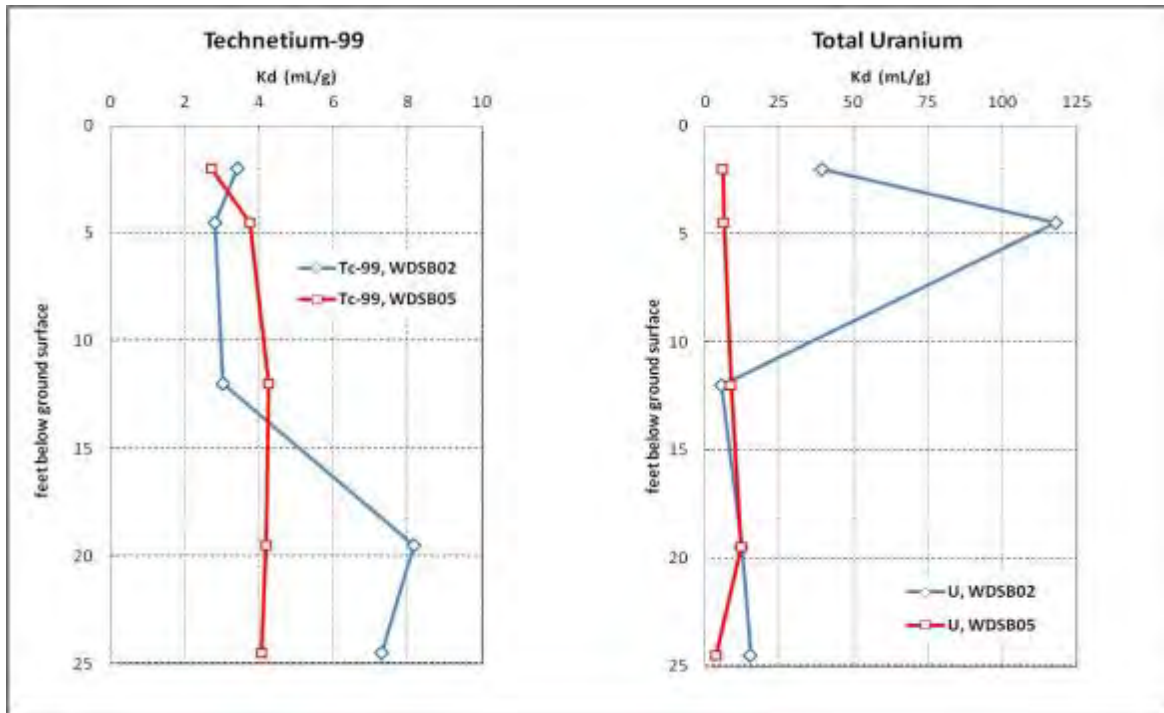 Technetium-99
Kd (mL/g)
0 2 4 6 8 10
0
5
10
15
20
25
feet below ground surface
Tc-99, WDSB02
Tc-99, WDSB05
Total Uranium
Kd (mL/g)
0 25 50 75 100 125
0
5
10
15
20
25
feet below ground surface
U, WDSB02
U, WDSB05